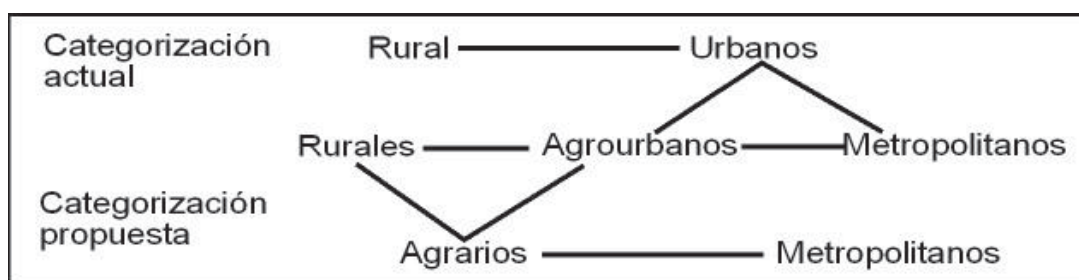 Categorización actual
Rural
Urbanos
Rurales
Agrourbanos
Metropolitanos
Categorización propuesta
Agrarios
Metropolitanos